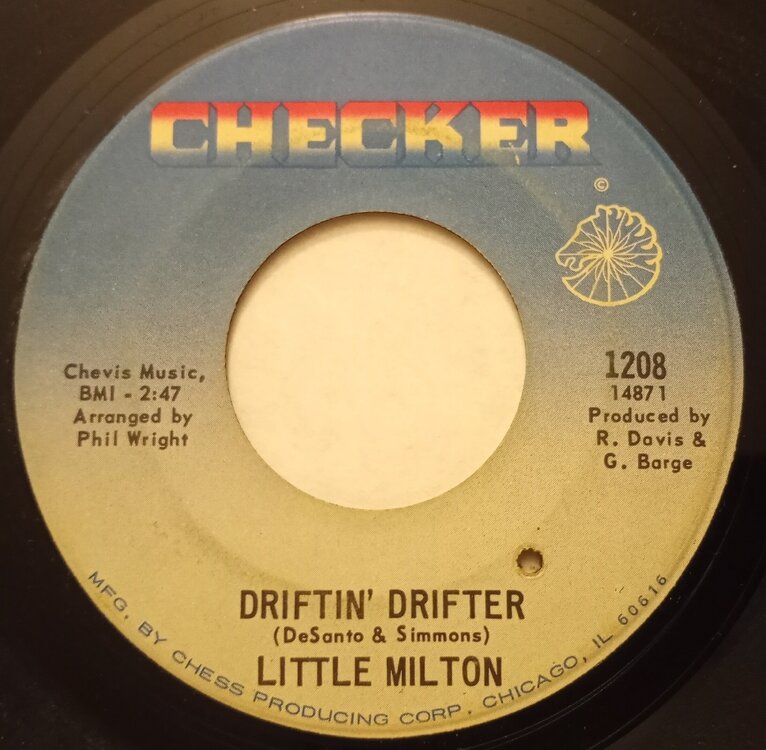 CHECKER
©
Chevis Music,
BMI - 2:47
Arranged by
Phil Wright
1208
14871
Produced by
R. Davis &
G. Barge
DRIFTIN' DRIFTER
(DeSanto & Simmons)
LITTLE MILTON
MFG. BY CHESS PRODUCING CORP. CHICAGO, IL 60616